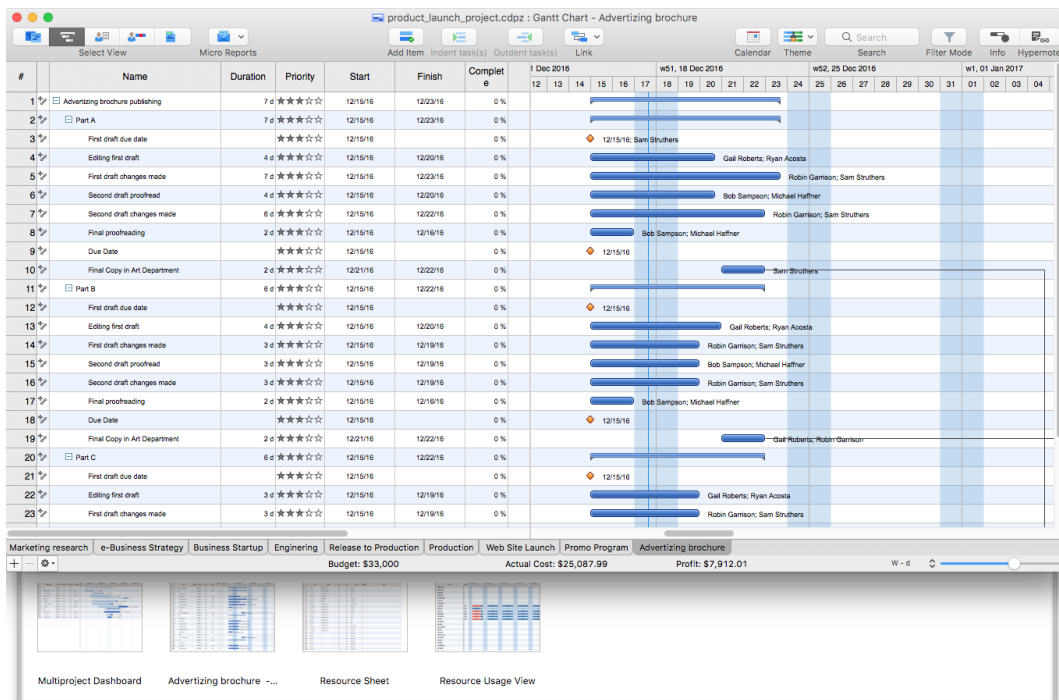 product_launch_project.cdpz : Gantt Chart - Advertizing brochure
Select View Micro Reports Add Item Indent task(s) Outdent task(s) Link Calendar Theme Search Search Filter Mode Info Hypernote
# Name Duration Priority Start Finish Complete Dec 2016 w51, 18 Dec 2016 w52, 25 Dec 2016 w1, 01 Jan 2017
12 13 14 15 16 17 18 19 20 21 22 23 24 25 26 27 28 29 30 31 01 02 03 04
1 Advertizing brochure publishing 7 d ★★★☆☆ 12/15/16 12/23/16 0 %
2 Part A 7 d ★★★☆☆ 12/15/16 12/23/16 0 %
3 First draft due date ★★★☆☆ 12/15/16 0 % 12/15/16; Sam Struthers
4 Editing first draft 4 d ★★★☆☆ 12/15/16 12/20/16 0 % Gail Roberts; Ryan Acosta
5 First draft changes made 7 d ★★★☆☆ 12/15/16 12/23/16 0 % Robin Garrison; Sam Struthers
6 Second draft proofread 4 d ★★★☆☆ 12/15/16 12/20/16 0 % Bob Sampson; Michael Haffner
7 Second draft changes made 6 d ★★★☆☆ 12/15/16 12/22/16 0 % Robin Garrison; Sam Struthers
8 Final proofreading 2 d ★★★☆☆ 12/15/16 12/16/16 0 % Bob Sampson; Michael Haffner
9 Due Date ★★★☆☆ 12/15/16 0 % 12/15/16
10 Final Copy in Art Department 2 d ★★★☆☆ 12/21/16 12/22/16 0 % Sam Struthers
11 Part B 6 d ★★★☆☆ 12/15/16 12/22/16 0 %
12 First draft due date ★★★☆☆ 12/15/16 0 % 12/15/16
13 Editing first draft 4 d ★★★☆☆ 12/15/16 12/20/16 0 % Gail Roberts; Ryan Acosta
14 First draft changes made 3 d ★★★☆☆ 12/15/16 12/19/16 0 % Robin Garrison; Sam Struthers
15 Second draft proofread 3 d ★★★☆☆ 12/15/16 12/19/16 0 % Bob Sampson; Michael Haffner
16 Second draft changes made 3 d ★★★☆☆ 12/15/16 12/19/16 0 % Robin Garrison; Sam Struthers
17 Final proofreading 2 d ★★★☆☆ 12/15/16 12/16/16 0 % Bob Sampson; Michael Haffner
18 Due Date ★★★☆☆ 12/15/16 0 % 12/15/16
19 Final Copy in Art Department 2 d ★★★☆☆ 12/21/16 12/22/16 0 % Gail Roberts; Robin Garrison
20 Part C 6 d ★★★☆☆ 12/15/16 12/22/16 0 %
21 First draft due date ★★★☆☆ 12/15/16 0 % 12/15/16
22 Editing first draft 3 d ★★★☆☆ 12/15/16 12/19/16 0 % Gail Roberts; Ryan Acosta
23 First draft changes made 3 d ★★★☆☆ 12/15/16 12/19/16 0 % Robin Garrison; Sam Struthers
Marketing research e-Business Strategy Business Startup Enginering Release to Production Production Web Site Launch Promo Program Advertizing brochure
Budget: $33,000 Actual Cost: $25,087.99 Profit: $7,912.01 W - d
Multiproject Dashboard Advertizing brochure -... Resource Sheet Resource Usage View